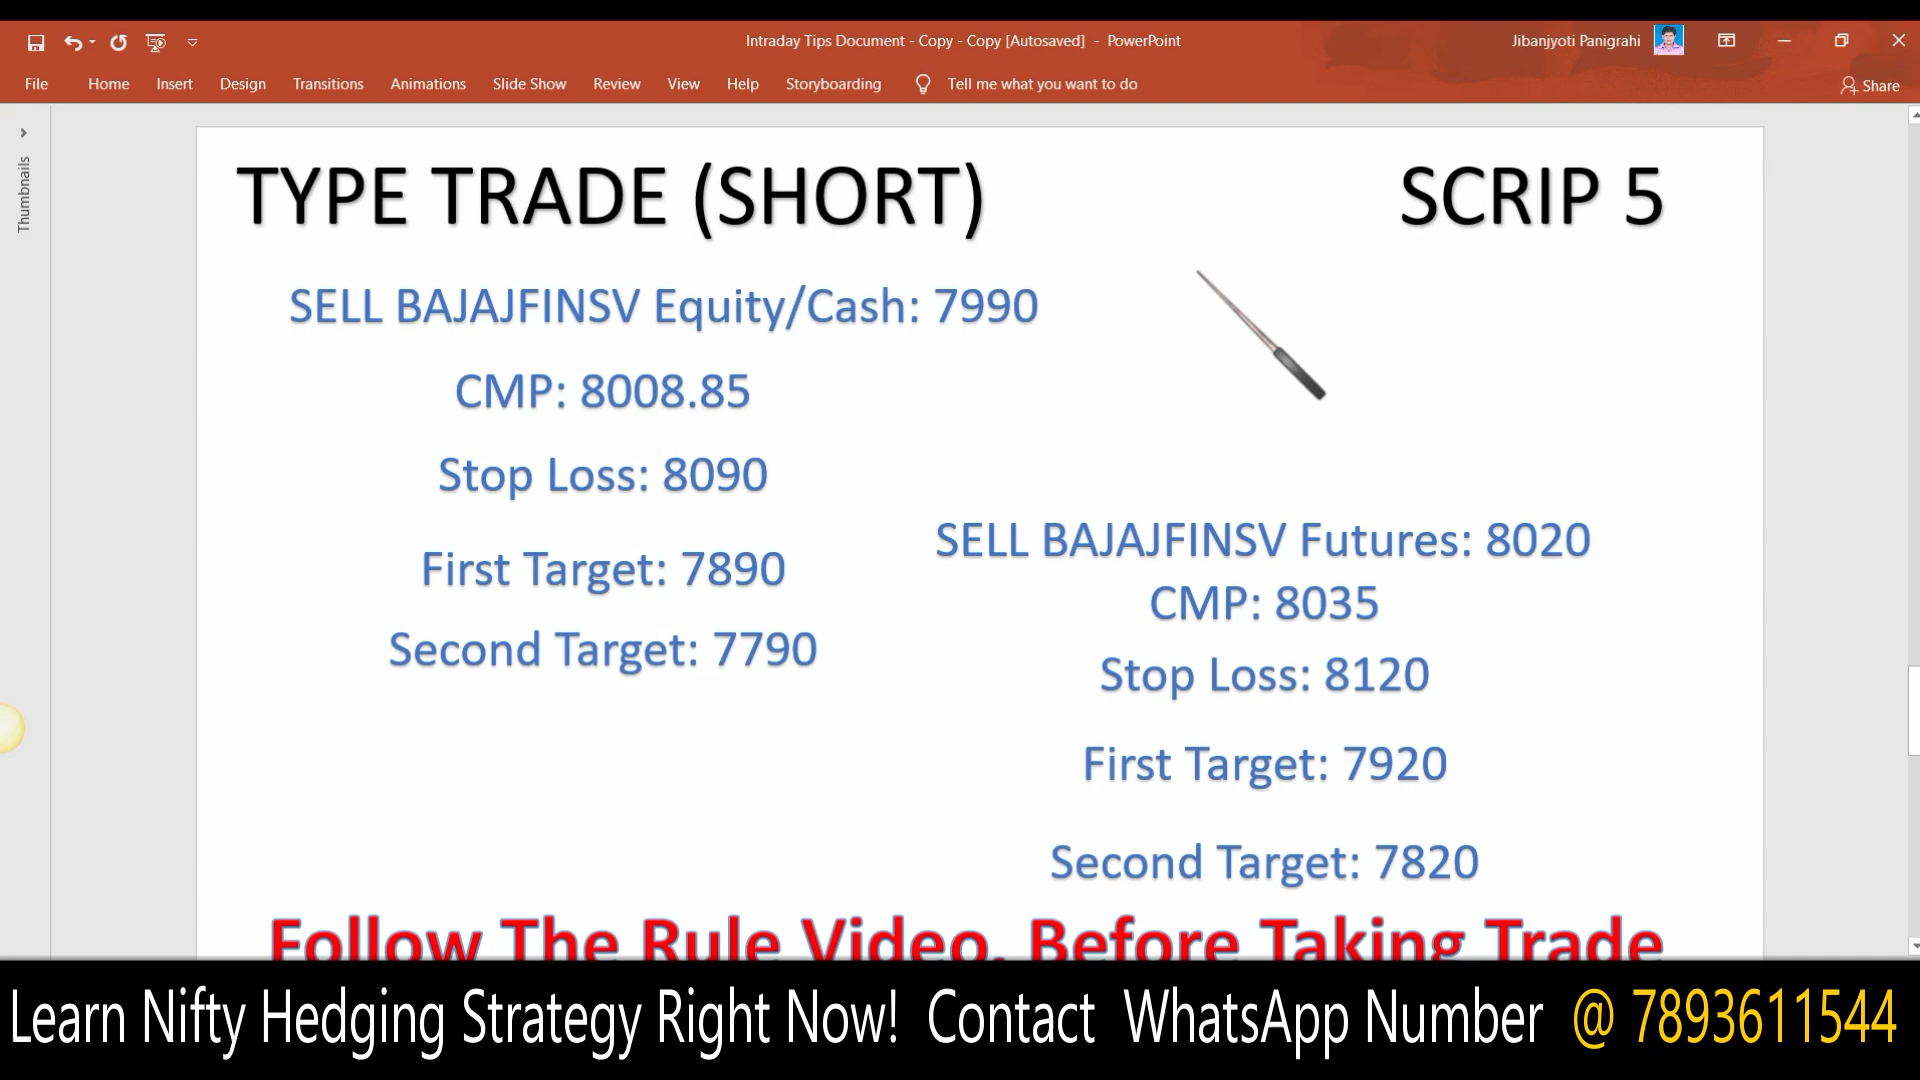 Intraday Tips Document - Copy - Copy [Autosaved] - PowerPoint
Jibanjyoti Panigrahi
File Home Insert Design Transitions Animations Slide Show Review View Help Storyboarding Tell me what you want to do
Share
Thumbnails
TYPE TRADE (SHORT)
SCRIP 5
SELL BAJAJFINSV Equity/Cash: 7990
CMP: 8008.85
Stop Loss: 8090
First Target: 7890
Second Target: 7790
SELL BAJAJFINSV Futures: 8020
CMP: 8035
Stop Loss: 8120
First Target: 7920
Second Target: 7820
Follow The Rule Video, Before Taking Trade
Learn Nifty Hedging Strategy Right Now! Contact WhatsApp Number @ 7893611544